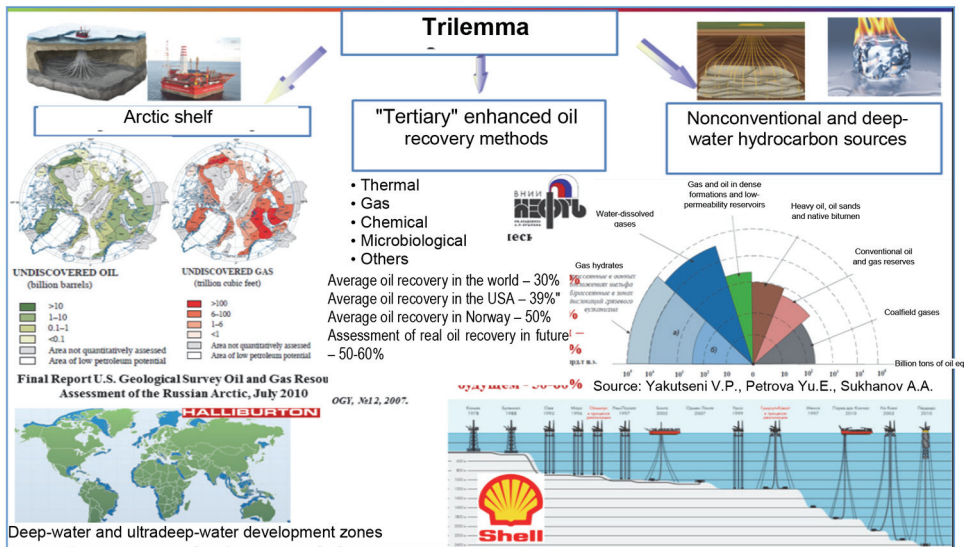 Trilemma
Arctic shelf
"Tertiary" enhanced oil
recovery methods
Nonconventional and deep-
water hydrocarbon sources
UNDISCOVERED OIL
(billion barrels)
>10
1–10
0.1–1
<0.1
Area not quantitatively assessed
Area of low petroleum potential
UNDISCOVERED GAS
(trillion cubic feet)
>100
6–100
1–6
<1
Area not quantitatively assessed
Area of low petroleum potential
Final Report U.S. Geological Survey Oil and Gas Resou
Assessment of the Russian Arctic, July 2010
• Thermal
• Gas
• Chemical
• Microbiological
• Others
ВНИИ
НЕФТЬ
Average oil recovery in the world – 30%
Average oil recovery in the USA – 39%"
Average oil recovery in Norway – 50%
Assessment of real oil recovery in future
– 50-60%
будущем - 50-60%
OGY, №12, 2007.
Gas and oil in dense
formations and low-
permeability reservoirs
Water-dissolved
gases
Heavy oil, oil sands
and native bitumen
Gas hydrates
Conventional oil
and gas reserves
Coalfield gases
а)
б)
Billion tons of oil eq
Source: Yakutseni V.P., Petrova Yu.E., Sukhanov A.A.
HALLIBURTON
Deep-water and ultradeep-water development zones
Shell